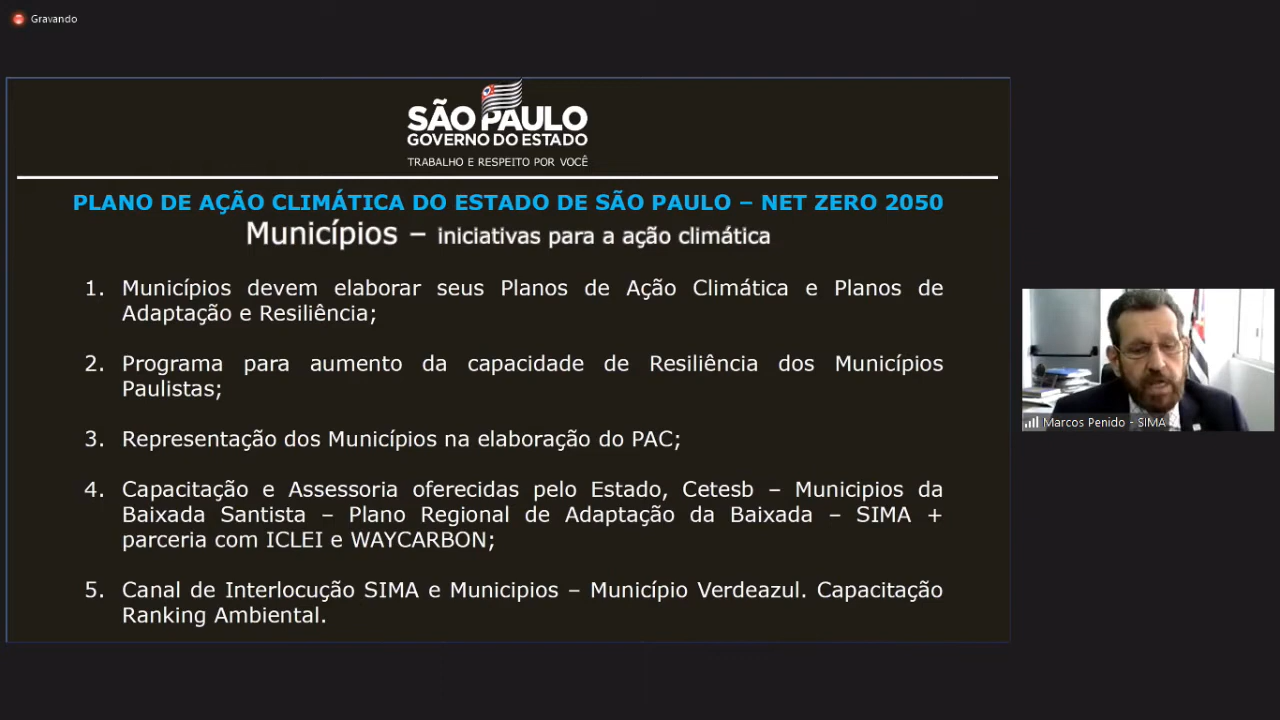 Gravando
SÃO PAULO
GOVERNO DO ESTADO
TRABALHO E RESPEITO POR VOCÊ
PLANO DE AÇÃO CLIMÁTICA DO ESTADO DE SÃO PAULO – NET ZERO 2050
Municípios – iniciativas para a ação climática
1. Municípios devem elaborar seus Planos de Ação Climática e Planos de
Adaptação e Resiliência;
2. Programa para aumento da capacidade de Resiliência dos Municípios
Paulistas;
3. Representação dos Municípios na elaboração do PAC;
4. Capacitação e Assessoria oferecidas pelo Estado, Cetesb – Municipios da
Baixada Santista – Plano Regional de Adaptação da Baixada – SIMA +
parceria com ICLEI e WAYCARBON;
5. Canal de Interlocução SIMA e Municipios – Município Verdeazul. Capacitação
Ranking Ambiental.
Marcos Penido - SIMA